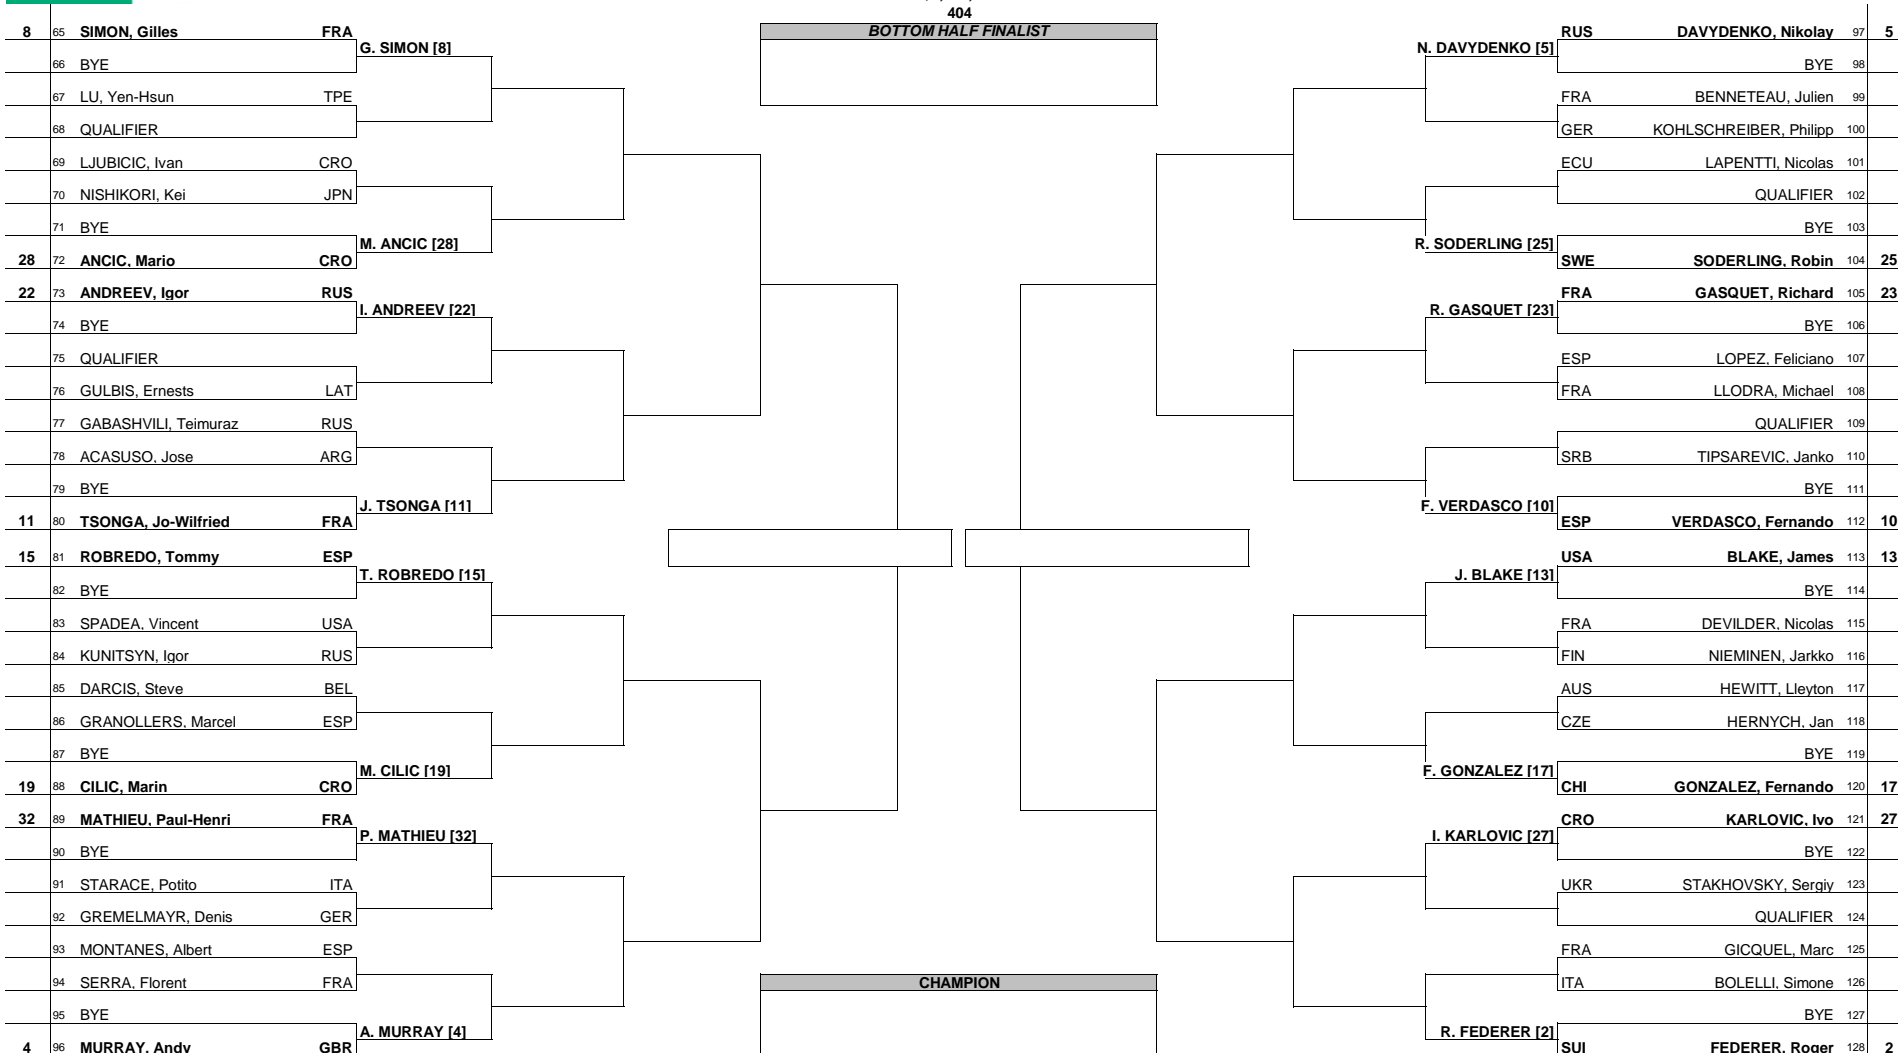 404
BOTTOM HALF FINALIST
8 65 SIMON, Gilles FRA
G. SIMON [8]
66 BYE
67 LU, Yen-Hsun TPE
68 QUALIFIER
69 LJUBICIC, Ivan CRO
70 NISHIKORI, Kei JPN
71 BYE
M. ANCIC [28]
28 72 ANCIC, Mario CRO
22 73 ANDREEV, Igor RUS
I. ANDREEV [22]
74 BYE
75 QUALIFIER
76 GULBIS, Ernests LAT
77 GABASHVILI, Teimuraz RUS
78 ACASUSO, Jose ARG
79 BYE
J. TSONGA [11]
11 80 TSONGA, Jo-Wilfried FRA
15 81 ROBREDO, Tommy ESP
T. ROBREDO [15]
82 BYE
83 SPADEA, Vincent USA
84 KUNITSYN, Igor RUS
85 DARCIS, Steve BEL
86 GRANOLLERS, Marcel ESP
87 BYE
M. CILIC [19]
19 88 CILIC, Marin CRO
32 89 MATHIEU, Paul-Henri FRA
P. MATHIEU [32]
90 BYE
91 STARACE, Potito ITA
92 GREMELMAYR, Denis GER
93 MONTANES, Albert ESP
94 SERRA, Florent FRA
95 BYE
A. MURRAY [4]
4 96 MURRAY, Andy GBR
CHAMPION
RUS DAVYDENKO, Nikolay 97 5
N. DAVYDENKO [5]
BYE 98
FRA BENNETEAU, Julien 99
GER KOHLSCHREIBER, Philipp 100
ECU LAPENTTI, Nicolas 101
QUALIFIER 102
BYE 103
R. SODERLING [25]
SWE SODERLING, Robin 104 25
FRA GASQUET, Richard 105 23
R. GASQUET [23]
BYE 106
ESP LOPEZ, Feliciano 107
FRA LLODRA, Michael 108
QUALIFIER 109
SRB TIPSAREVIC, Janko 110
BYE 111
F. VERDASCO [10]
ESP VERDASCO, Fernando 112 10
USA BLAKE, James 113 13
J. BLAKE [13]
BYE 114
FRA DEVILDER, Nicolas 115
FIN NIEMINEN, Jarkko 116
AUS HEWITT, Lleyton 117
CZE HERNYCH, Jan 118
BYE 119
F. GONZALEZ [17]
CHI GONZALEZ, Fernando 120 17
CRO KARLOVIC, Ivo 121 27
I. KARLOVIC [27]
BYE 122
UKR STAKHOVSKY, Sergiy 123
QUALIFIER 124
FRA GICQUEL, Marc 125
ITA BOLELLI, Simone 126
BYE 127
R. FEDERER [2]
SUI FEDERER, Roger 128 2